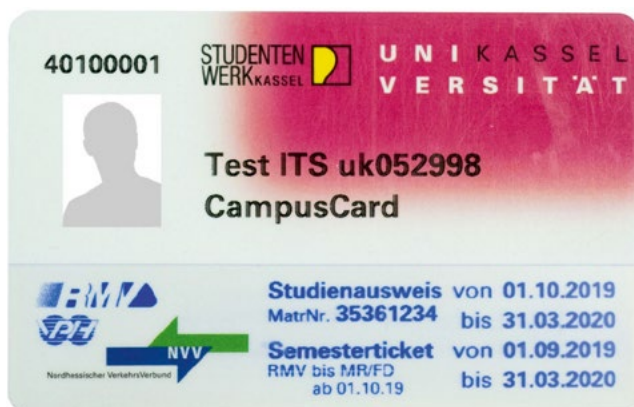 40100001
STUDENTEN
WERK KASSEL
UNIKASSEL
VERSITÄT
Test ITS uk052998
CampusCard
RMV
NVV
Nordhessischer VerkehrsVerbund
Studienausweis von 01.10.2019
MatrNr. 35361234 bis 31.03.2020
Semesterticket von 01.09.2019
RMV bis MR/FD
ab 01.10.19 bis 31.03.2020